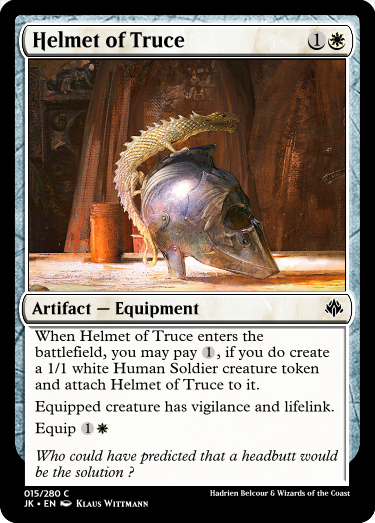 Helmet of Truce 1
Artifact — Equipment
When Helmet of Truce enters the
battlefield, you may pay 1, if you do create
a 1/1 white Human Soldier creature token
and attach Helmet of Truce to it.
Equipped creature has vigilance and lifelink.
Equip 1
Who could have predicted that a headbutt would
be the solution ?
015/280 C
JK • EN Klaus Wittmann
Hadrien Belcour & Wizards of the Coast